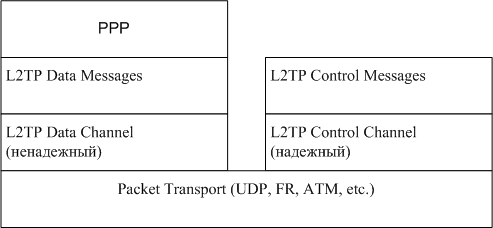 PPP
L2TP Data Messages
L2TP Data Channel
(ненадежный)
L2TP Control Messages
L2TP Control Channel
(надежный)
Packet Transport (UDP, FR, ATM, etc.)